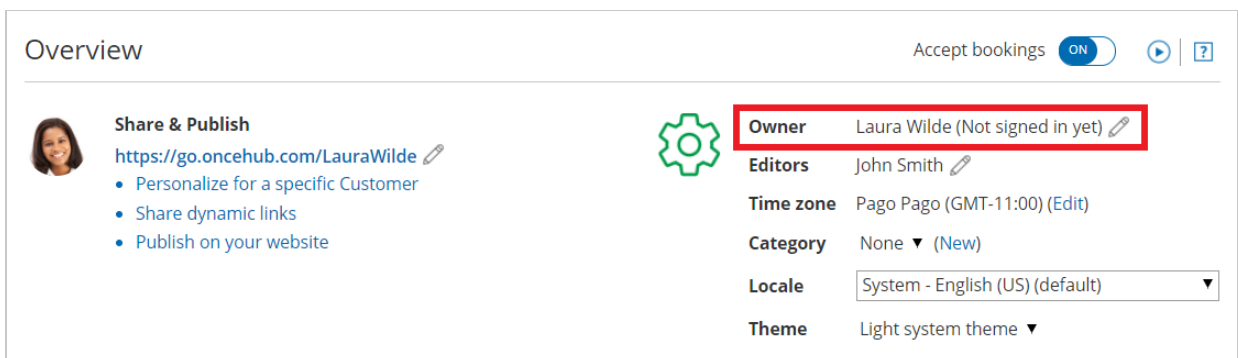 Overview
Accept bookings ON ?
Share & Publish
https://go.oncehub.com/LauraWilde
• Personalize for a specific Customer
• Share dynamic links
• Publish on your website
Owner Laura Wilde (Not signed in yet)
Editors John Smith
Time zone Pago Pago (GMT-11:00) (Edit)
Category None ▼ (New)
Locale System - English (US) (default) ▼
Theme Light system theme ▼